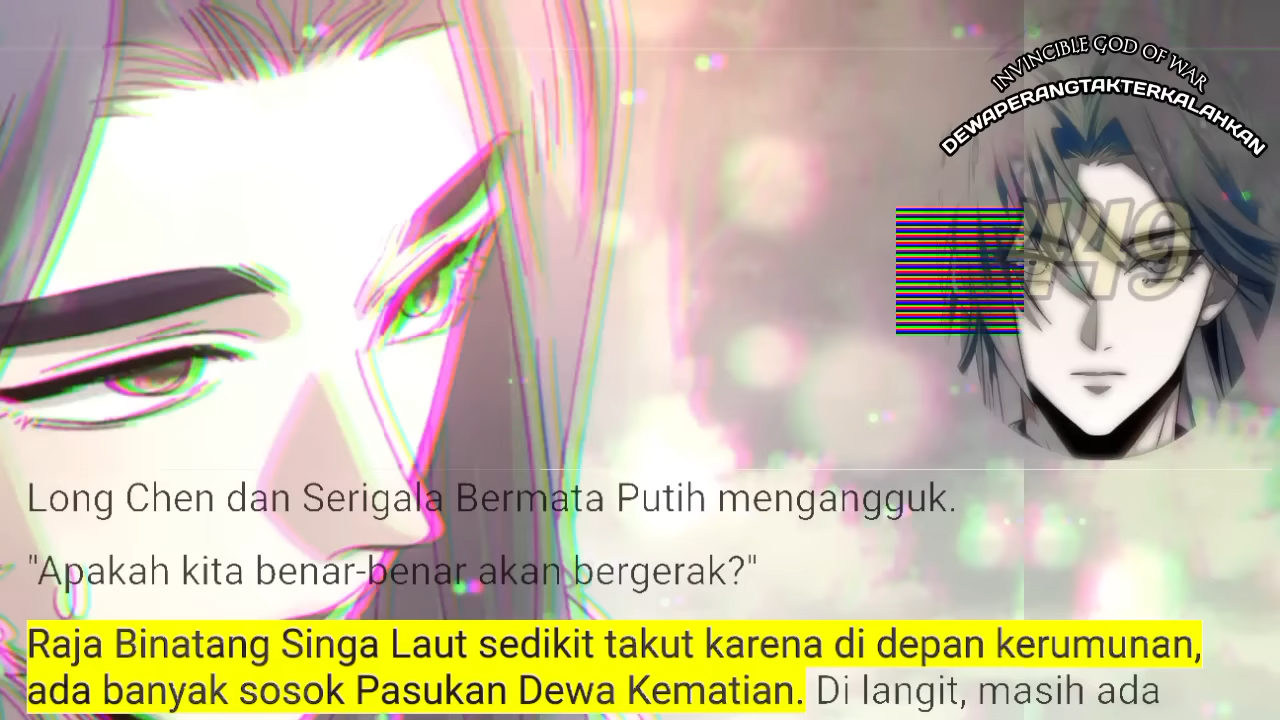 INVINCIBLE GOD OF WAR
DEWAPERANGTAKTERKALAHKAN
449
Long Chen dan Serigala Bermata Putih mengangguk.
"Apakah kita benar-benar akan bergerak?"
Raja Binatang Singa Laut sedikit takut karena di depan kerumunan,
ada banyak sosok Pasukan Dewa Kematian. Di langit, masih ada